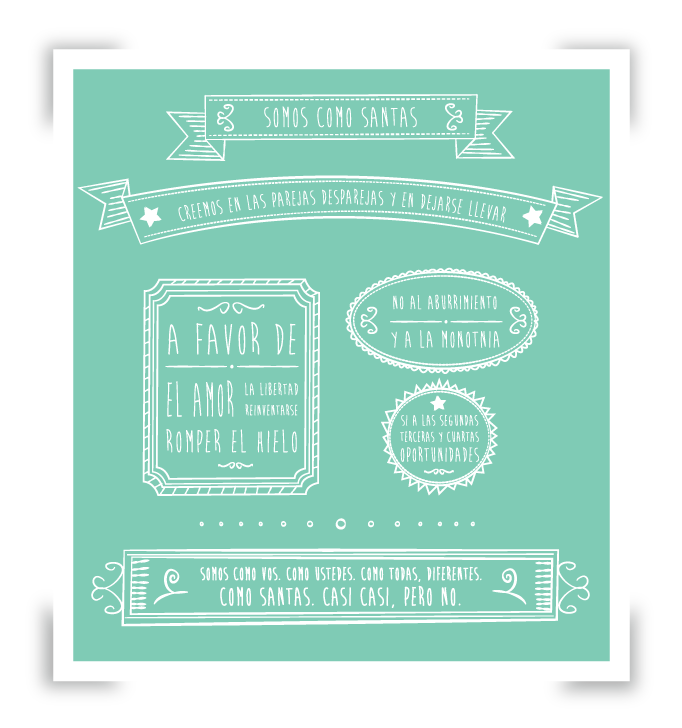 SOMOS COMO SANTAS
CREEMOS EN LAS PAREJAS DESPAREJAS Y EN DEJARSE LLEVAR
A FAVOR DE
EL AMOR LA LIBERTAD
REINVENTARSE
ROMPER EL HIELO
NO AL ABURRIMIENTO
Y A LA MONOTNIA
SI A LAS SEGUNDAS
TERCERAS Y CUARTAS
OPORTUNIDADES
SOMOS COMO VOS. COMO USTEDES. COMO TODAS, DIFERENTES.
COMO SANTAS. CASI CASI, PERO NO.